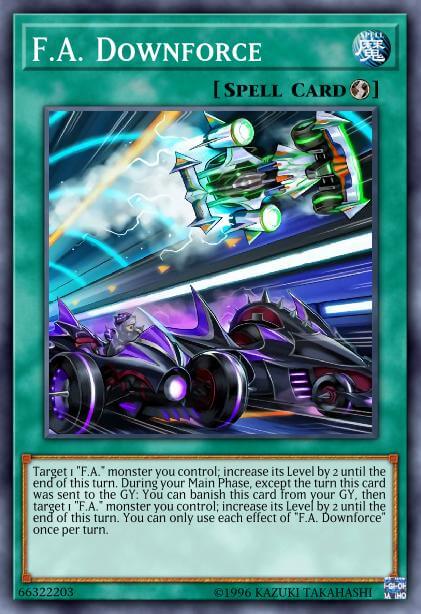 F.A. Downforce
SPELL
魔
[Spell Card]
Target 1 "F.A." monster you control; increase its Level by 2 until the
end of this turn. During your Main Phase, except the turn this card
was sent to the GY: You can banish this card from your GY, then
target 1 "F.A." monster you control; increase its Level by 2 until the
end of this turn. You can only use each effect of "F.A. Downforce"
once per turn.
66322203
©1996 KAZUKI TAKAHASHI